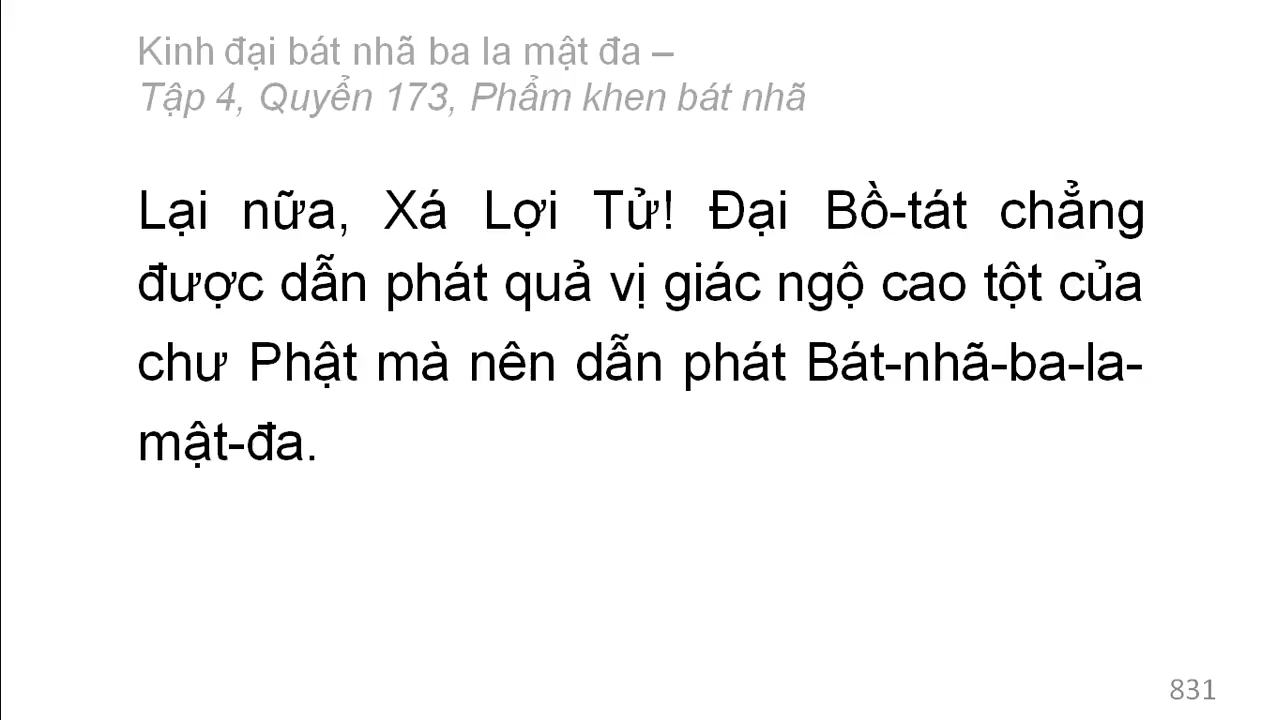 Kinh đại bát nhã ba la mật đa –
Tập 4, Quyển 173, Phẩm khen bát nhã
Lại nữa, Xá Lợi Tử! Đại Bồ-tát chẳng
được dẫn phát quả vị giác ngộ cao tột của
chư Phật mà nên dẫn phát Bát-nhã-ba-la-
mật-đa.
831